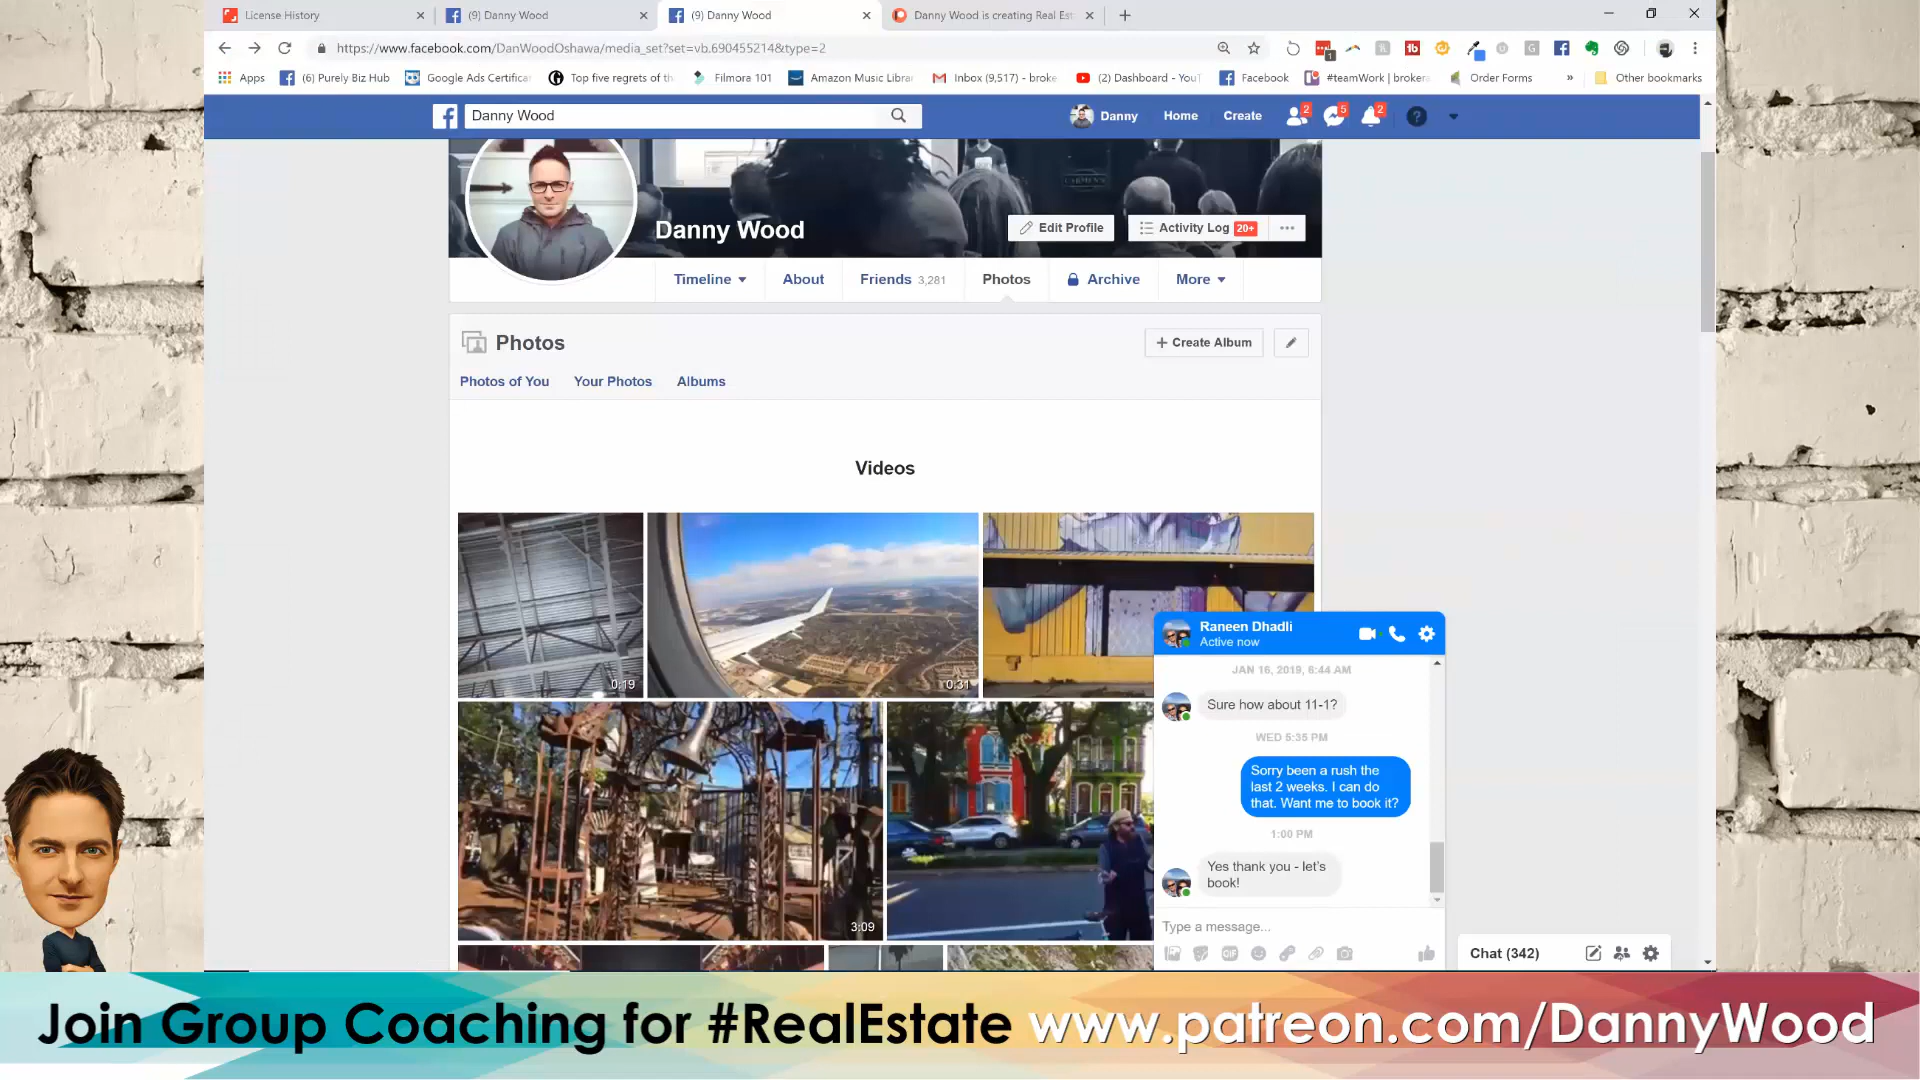 License History
(9) Danny Wood
(9) Danny Wood
Danny Wood is creating Real Est
https://www.facebook.com/DanWoodOshawa/media_set?set=vb.690455214&type=2
Apps
(6) Purely Biz Hub
Google Ads Certifica
Top five regrets of th
Filmora 101
Amazon Music Librar
Inbox (9,517) - broke
(2) Dashboard - YouT
Facebook
#teamWork | brokera
Order Forms
»
Other bookmarks
Danny Wood
Danny
Home
Create
2
5
2
Danny Wood
Edit Profile
Activity Log 20+
Timeline
About
Friends 3,281
Photos
Archive
More
Photos
+ Create Album
Photos of You
Your Photos
Albums
Videos
0:19
0:31
3:09
Raneen Dhadli
Active now
JAN 16, 2019, 6:44 AM
Sure how about 11-1?
WED 5:35 PM
Sorry been a rush the
last 2 weeks. I can do
that. Want me to book it?
1:00 PM
Yes thank you - let's
book!
Type a message...
GIF
Chat (342)
Join Group Coaching for #RealEstate www.patreon.com/DannyWood